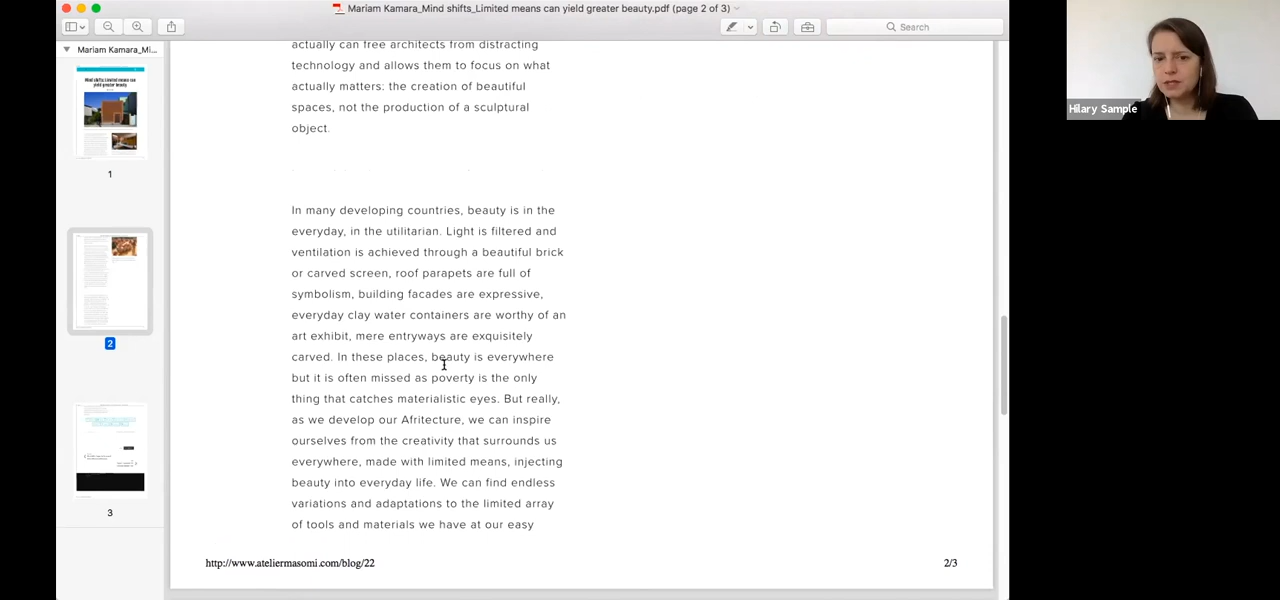 Mariam Kamara_Mind shifts_Limited means can yield greater beauty.pdf (page 2 of 3)
Search
Mariam Kamara_Mi...
Mind shifts: Limited means can
yield greater beauty
1
2
3
actually can free architects from distracting
technology and allows them to focus on what
actually matters: the creation of beautiful
spaces, not the production of a sculptural
object.
In many developing countries, beauty is in the
everyday, in the utilitarian. Light is filtered and
ventilation is achieved through a beautiful brick
or carved screen, roof parapets are full of
symbolism, building facades are expressive,
everyday clay water containers are worthy of an
art exhibit, mere entryways are exquisitely
carved. In these places, beauty is everywhere
but it is often missed as poverty is the only
thing that catches materialistic eyes. But really,
as we develop our Afritecture, we can inspire
ourselves from the creativity that surrounds us
everywhere, made with limited means, injecting
beauty into everyday life. We can find endless
variations and adaptations to the limited array
of tools and materials we have at our easy
http://www.ateliermasomi.com/blog/22
2/3
Hilary Sample